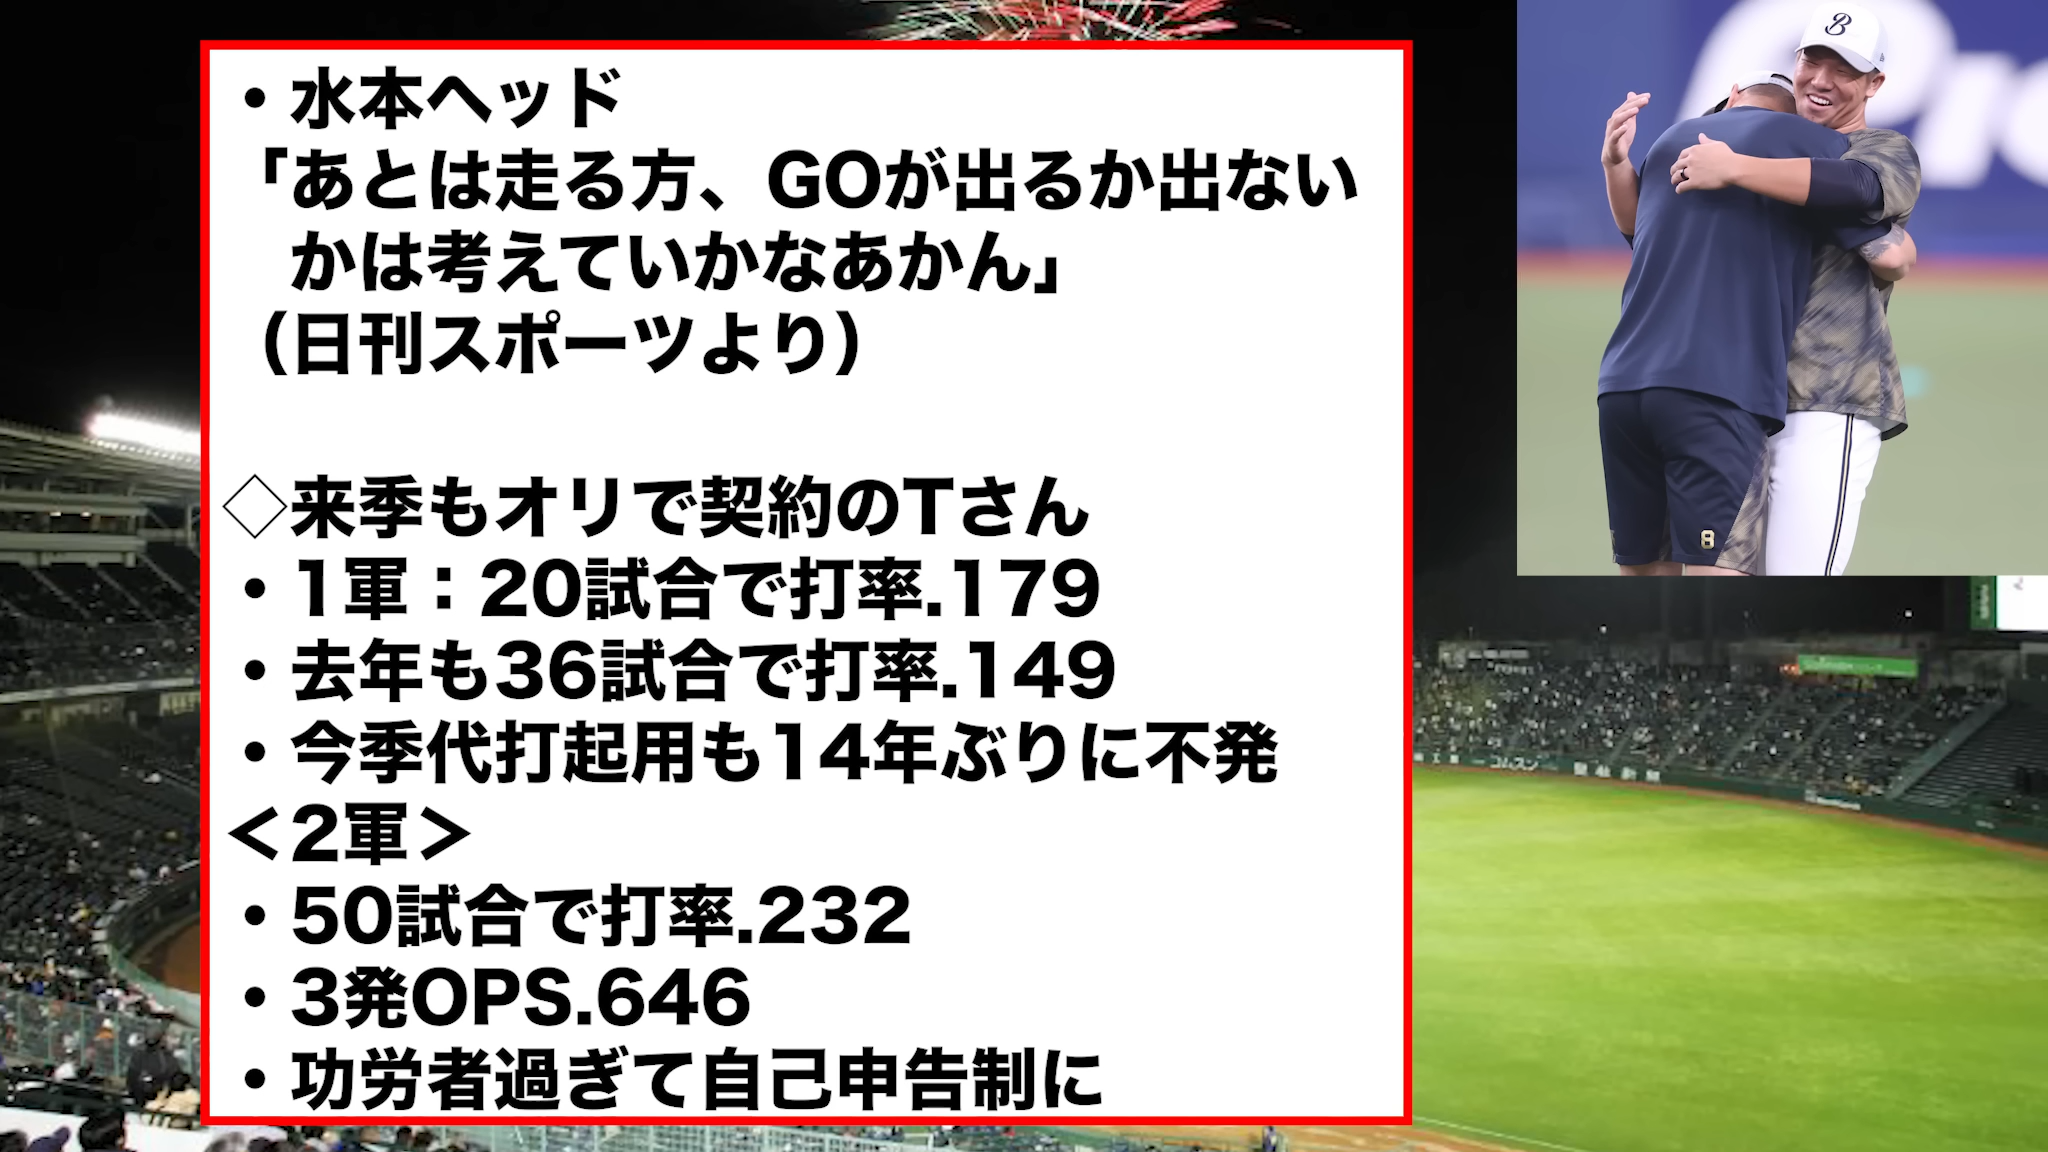 ・水本ヘッド
「あとは走る方、GOが出るか出ない
かは考えていかなあかん」
（日刊スポーツより）
◇来季もオリで契約のTさん
・1軍：20試合で打率.179
・去年も36試合で打率.149
・今季代打起用も14年ぶりに不発
＜2軍＞
・50試合で打率.232
・3発OPS.646
・功労者過ぎて自己申告制に
B
8
コムスン